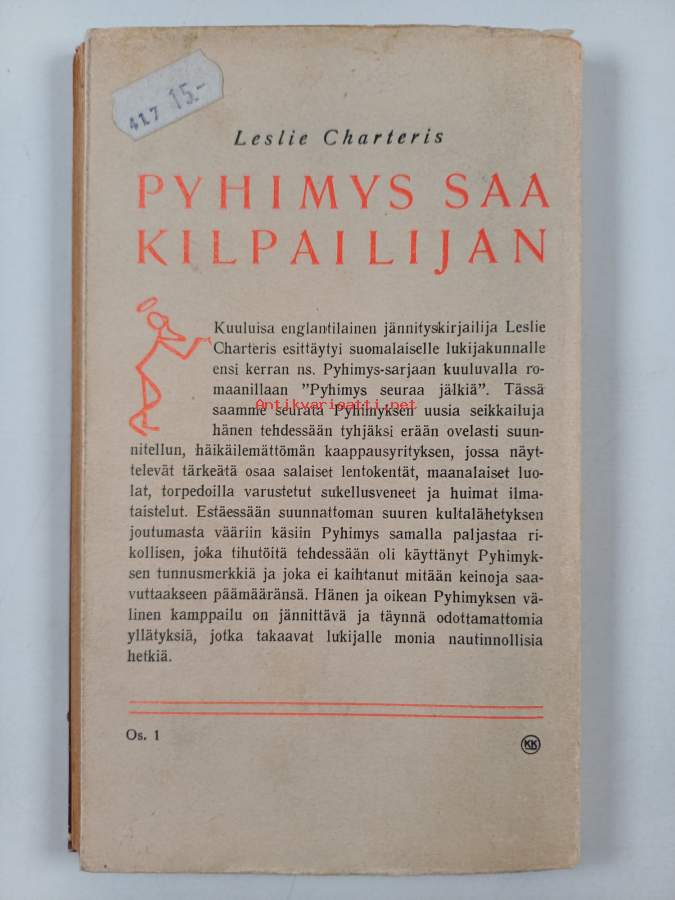 417 15.-
Leslie Charteris
PYHIMYS SAA
KILPAILIJAN
Kuuluisa englantilainen jännityskirjailija Leslie
Charteris esittäytyi suomalaiselle lukijakunnalle
ensi kerran ns. Pyhimys-sarjaan kuuluvalla ro-
maanillaan "Pyhimys seuraa jälkiä". Tässä
Antikvariaatti.net
saamme seurata Pyhimyksen uusia seikkailuja
hänen tehdessään tyhjäksi erään ovelasti suun-
nitellun, häikäilemättömän kaappausyrityksen, jossa näyt-
televät tärkeätä osaa salaiset lentokentät, maanalaiset luo-
lat, torpedoilla varustetut sukellusveneet ja huimat ilma-
taistelut. Estäessään suunnattoman suuren kultalähetyksen
joutumasta vääriin käsiin Pyhimys samalla paljastaa ri-
kollisen, joka tihutöitä tehdessään oli käyttänyt Pyhimyk-
sen tunnusmerkkiä ja joka ei kaihtanut mitään keinoja saa-
vuttaakseen päämääränsä. Hänen ja oikean Pyhimyksen vä-
linen kamppailu on jännittävä ja täynnä odottamattomia
yllätyksiä, jotka takaavat lukijalle monia nautinnollisia
hetkiä.
Os. 1
KK